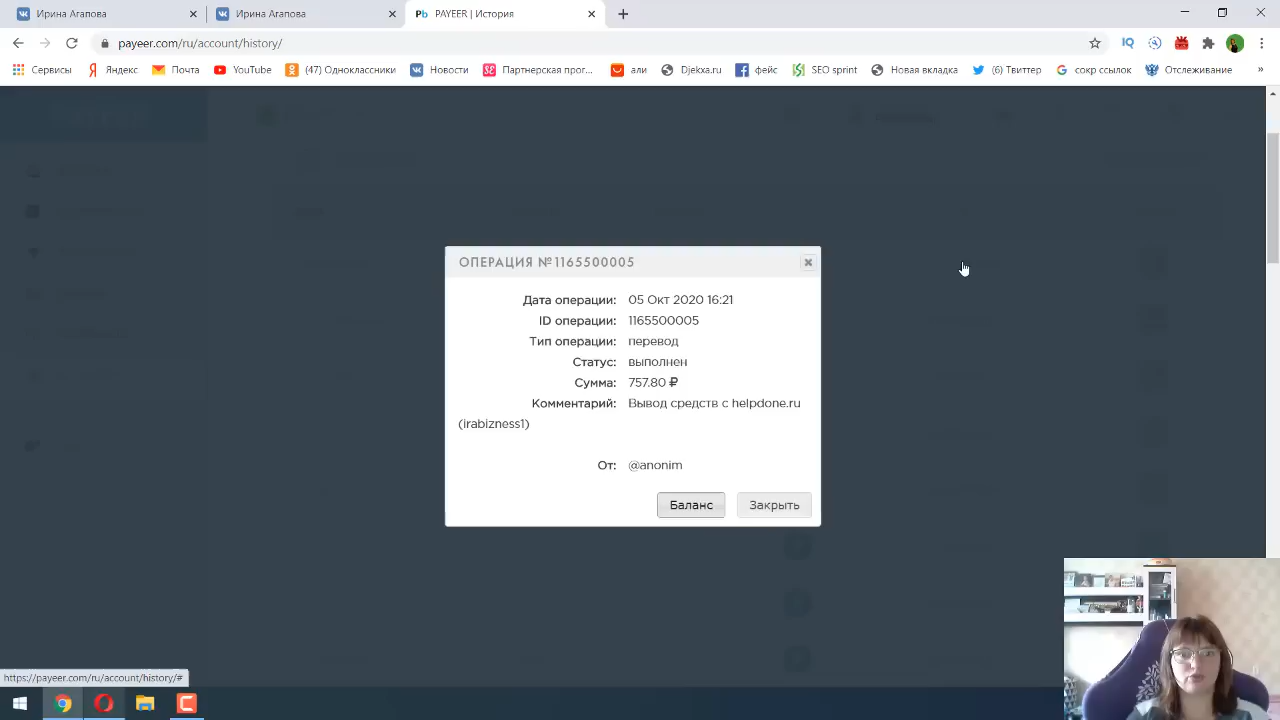 Ирина Агапова
Ирина Агапова
Pb PAYEER | История
payeer.com/ru/account/history/
Сервисы Яндекс Почта YouTube (47) Одноклассники Новости Партнерская прог... али Djekxa.ru фейс SEO sprint Новая вкладка (6) Твиттер сокр ссылок Отслеживание »
ОПЕРАЦИЯ №1165500005
Дата операции: 05 Окт 2020 16:21
ID операции: 1165500005
Тип операции: перевод
Статус: выполнен
Сумма: 757.80 ₽
Комментарий: Вывод средств с helpdone.ru
(irabizness1)
От: @anonim
Баланс Закрыть
https://payeer.com/ru/account/history/#